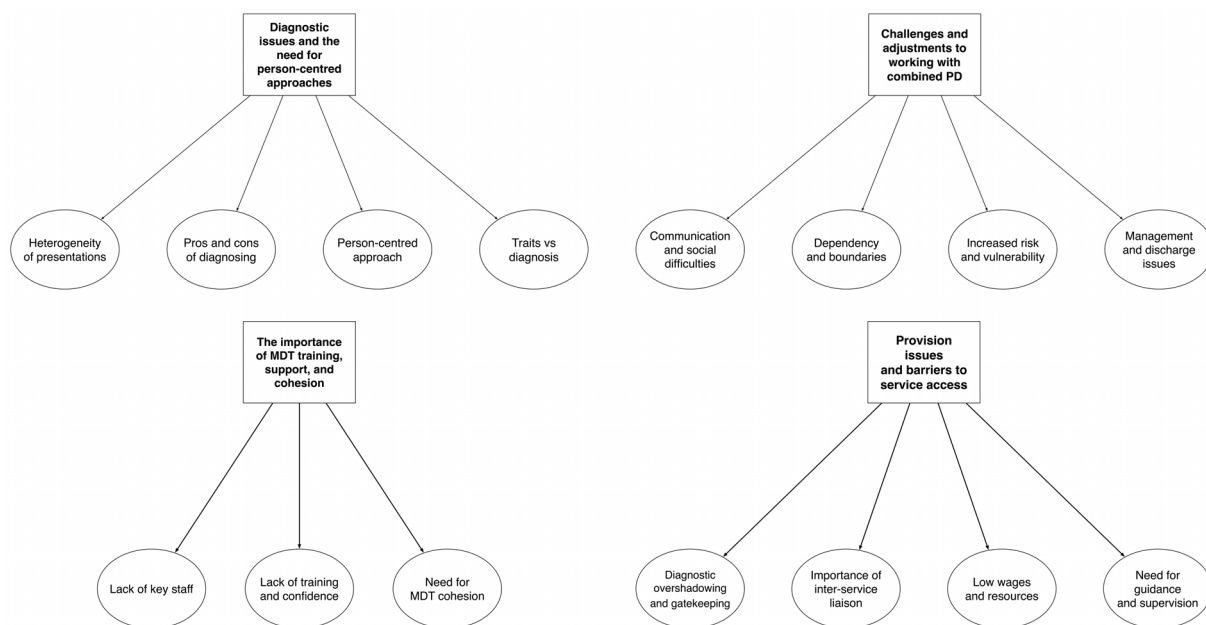 Diagnostic
issues and the
need for
person-centred
approaches
Heterogeneity
of presentations
Pros and cons
of diagnosing
Person-centred
approach
Traits vs
diagnosis
Challenges and
adjustments to
working with
combined PD
Communication
and social
difficulties
Dependency
and boundaries
Increased risk
and vulnerability
Management
and discharge
issues
The importance
of MDT training,
support, and
cohesion
Lack of key staff
Lack of training
and confidence
Need for
MDT cohesion
Provision
issues
and barriers to
service access
Diagnostic
overshadowing
and gatekeeping
Importance of
inter-service
liaison
Low wages
and resources
Need for
guidance
and supervision